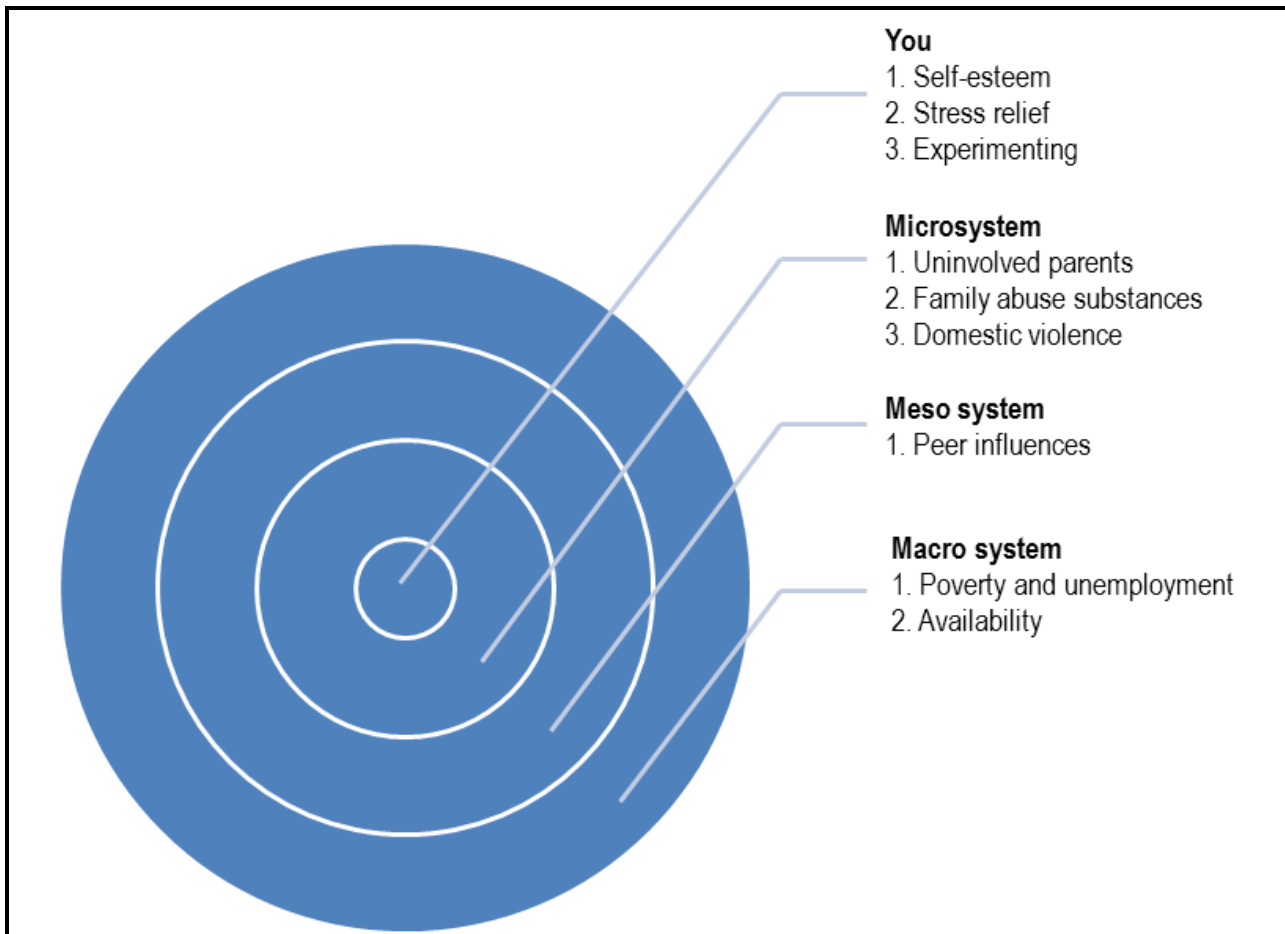 You
1. Self-esteem
2. Stress relief
3. Experimenting
Microsystem
1. Uninvolved parents
2. Family abuse substances
3. Domestic violence
Meso system
1. Peer influences
Macro system
1. Poverty and unemployment
2. Availability